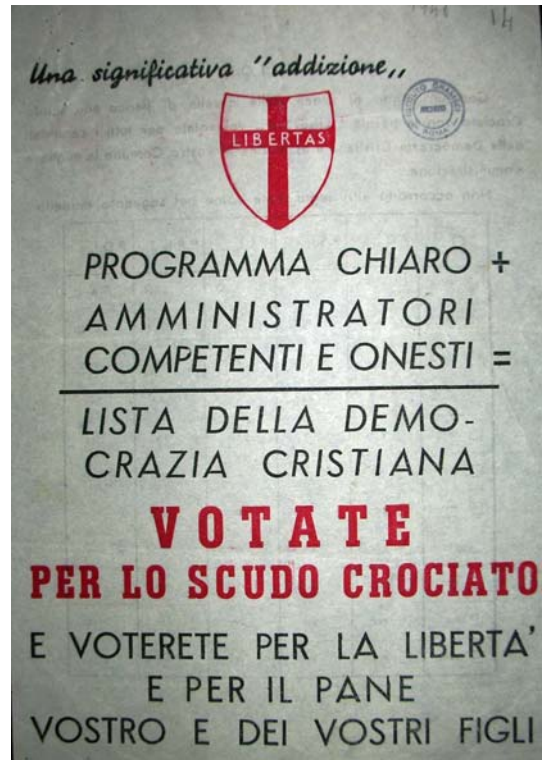 Una significativa "addizione„
LIBERTAS
PROGRAMMA CHIARO +
AMMINISTRATORI
COMPETENTI E ONESTI =
LISTA DELLA DEMO-
CRAZIA CRISTIANA
VOTATE
PER LO SCUDO CROCIATO
E VOTERETE PER LA LIBERTA'
E PER IL PANE
VOSTRO E DEI VOSTRI FIGLI